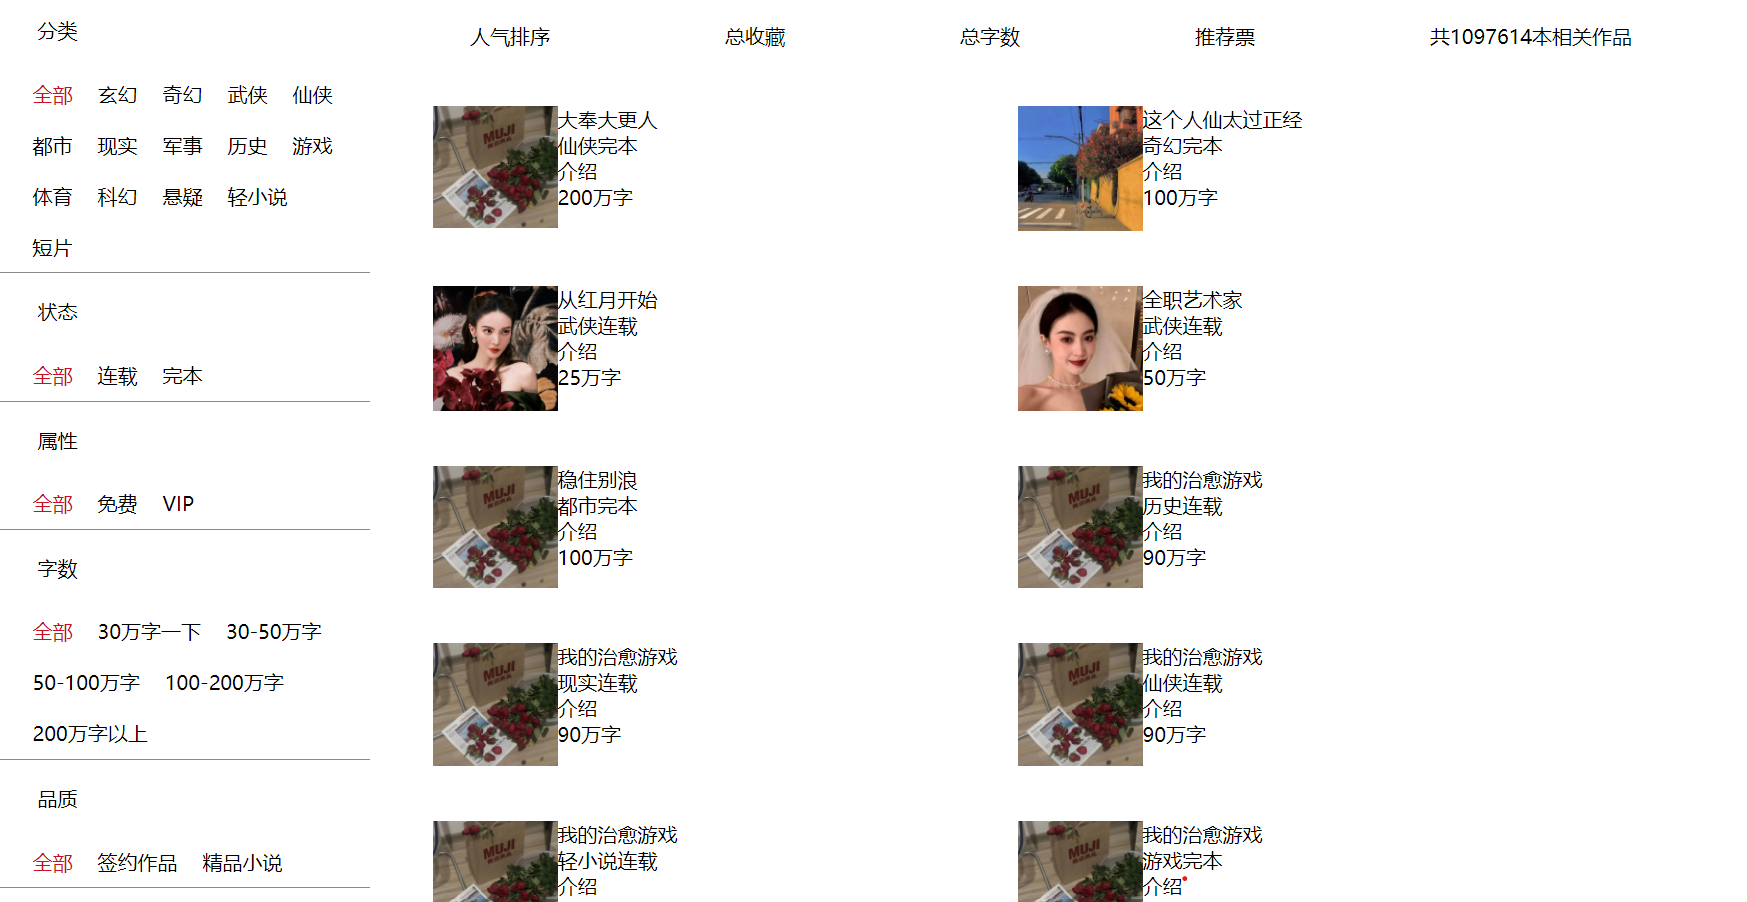 分类
全部 玄幻 奇幻 武侠 仙侠
都市 现实 军事 历史 游戏
体育 科幻 悬疑 轻小说
短片
状态
全部 连载 完本
属性
全部 免费 VIP
字数
全部 30万字一下 30-50万字
50-100万字 100-200万字
200万字以上
品质
全部 签约作品 精品小说
人气排序 总收藏 总字数 推荐票 共1097614本相关作品
MUJI
大奉大更人
仙侠完本
介绍
200万字
这个人仙太过正经
奇幻完本
介绍
100万字
从红月开始
武侠连载
介绍
25万字
全职艺术家
武侠连载
介绍
50万字
MUJI
稳住别浪
都市完本
介绍
100万字
MUJI
我的治愈游戏
历史连载
介绍
90万字
MUJI
我的治愈游戏
现实连载
介绍
90万字
MUJI
我的治愈游戏
仙侠连载
介绍
90万字
MUJI
我的治愈游戏
轻小说连载
介绍
MUJI
我的治愈游戏
游戏完本
介绍